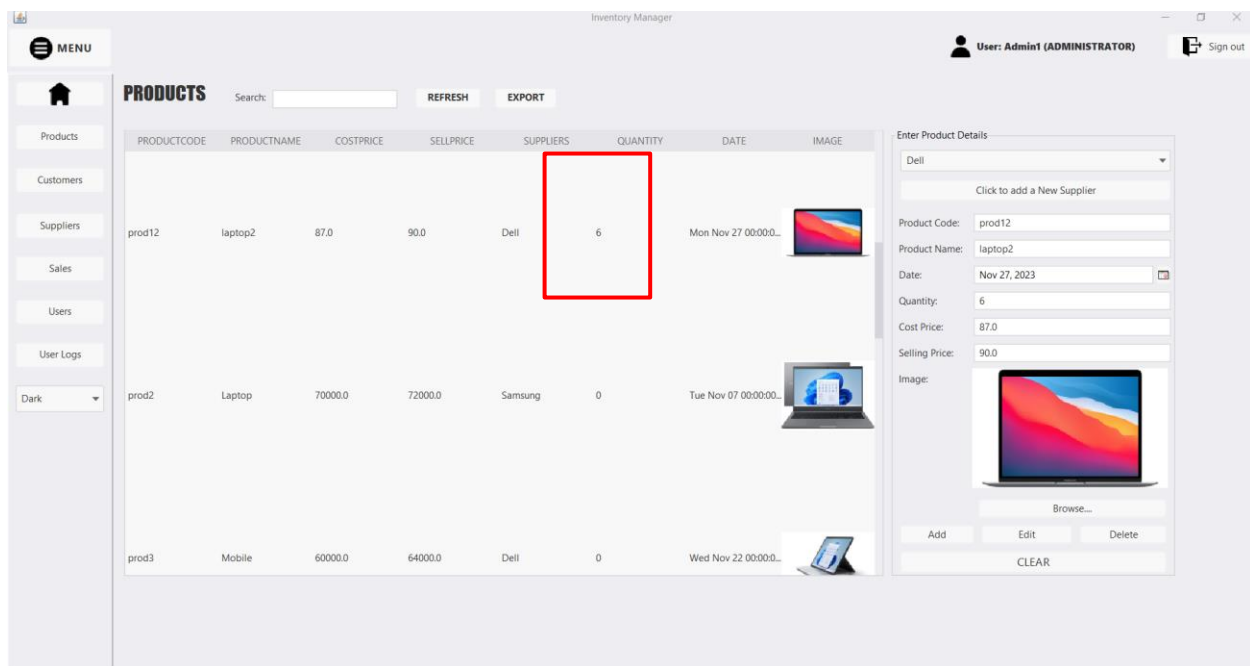 Inventory Manager
MENU
User: Admin1 (ADMINISTRATOR)
Sign out
PRODUCTS
Search:
REFRESH
EXPORT
Products
Customers
Suppliers
Sales
Users
User Logs
Dark
PRODUCTCODE PRODUCTNAME COSTPRICE SELLPRICE SUPPLIERS QUANTITY DATE IMAGE
prod12 laptop2 87.0 90.0 Dell 6 Mon Nov 27 00:00:0...
prod2 Laptop 70000.0 72000.0 Samsung 0 Tue Nov 07 00:00:00...
prod3 Mobile 60000.0 64000.0 Dell 0 Wed Nov 22 00:00:0...
Enter Product Details
Dell
Click to add a New Supplier
Product Code: prod12
Product Name: laptop2
Date: Nov 27, 2023
Quantity: 6
Cost Price: 87.0
Selling Price: 90.0
Image:
Browse...
Add Edit Delete
CLEAR